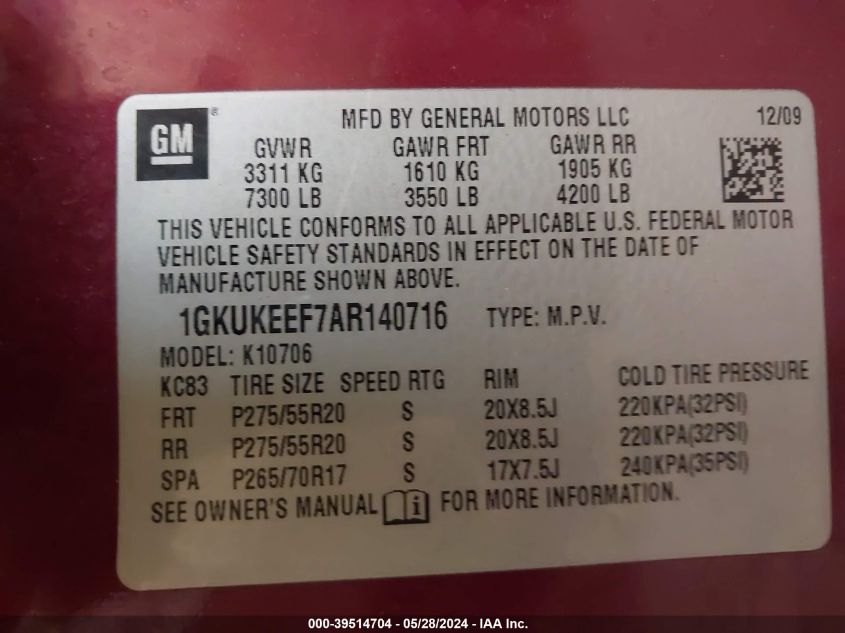 GM®
MFD BY GENERAL MOTORS LLC 12/09
GVWR GAWR FRT GAWR RR
3311 KG 1610 KG 1905 KG
7300 LB 3550 LB 4200 LB
THIS VEHICLE CONFORMS TO ALL APPLICABLE U.S. FEDERAL MOTOR
VEHICLE SAFETY STANDARDS IN EFFECT ON THE DATE OF
MANUFACTURE SHOWN ABOVE.
1GKUKEEF7AR140716 TYPE: M.P.V.
MODEL: K10706
KC83 TIRE SIZE SPEED RTG RIM COLD TIRE PRESSURE
FRT P275/55R20 S 20X8.5J 220KPA(32PSI)
RR P275/55R20 S 20X8.5J 220KPA(32PSI)
SPA P265/70R17 S 17X7.5J 240KPA(35PSI)
SEE OWNER'S MANUAL i FOR MORE INFORMATION.
000-39514704 - 05/28/2024 - IAA Inc.